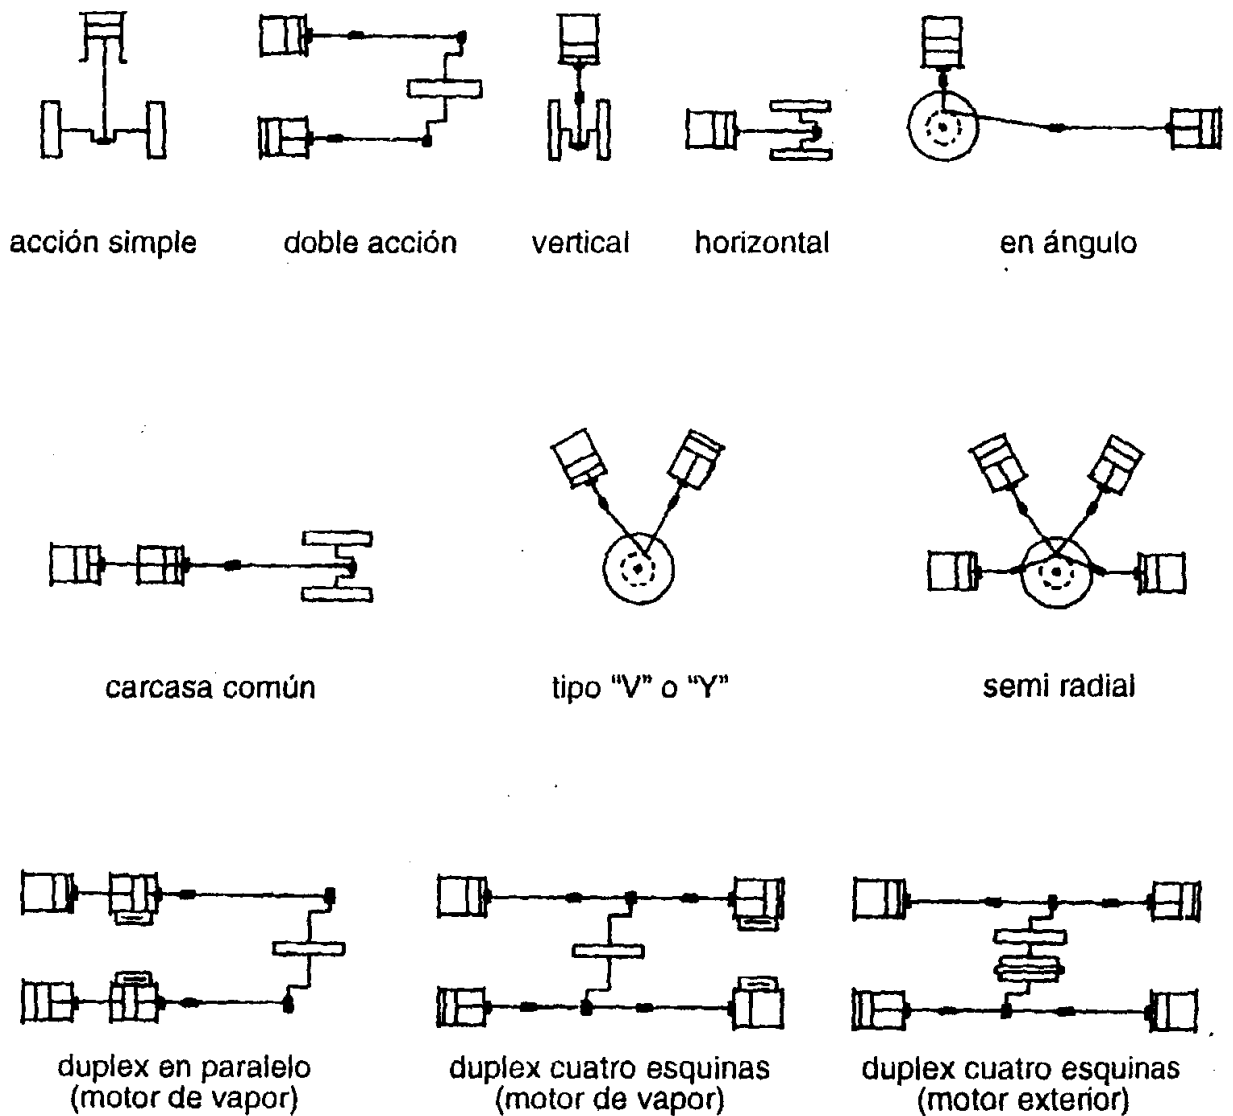 acción simple
doble acción
vertical
horizontal
en ángulo
carcasa común
tipo “V” o “Y”
semi radial
duplex en paralelo
(motor de vapor)
duplex cuatro esquinas
(motor de vapor)
duplex cuatro esquinas
(motor exterior)